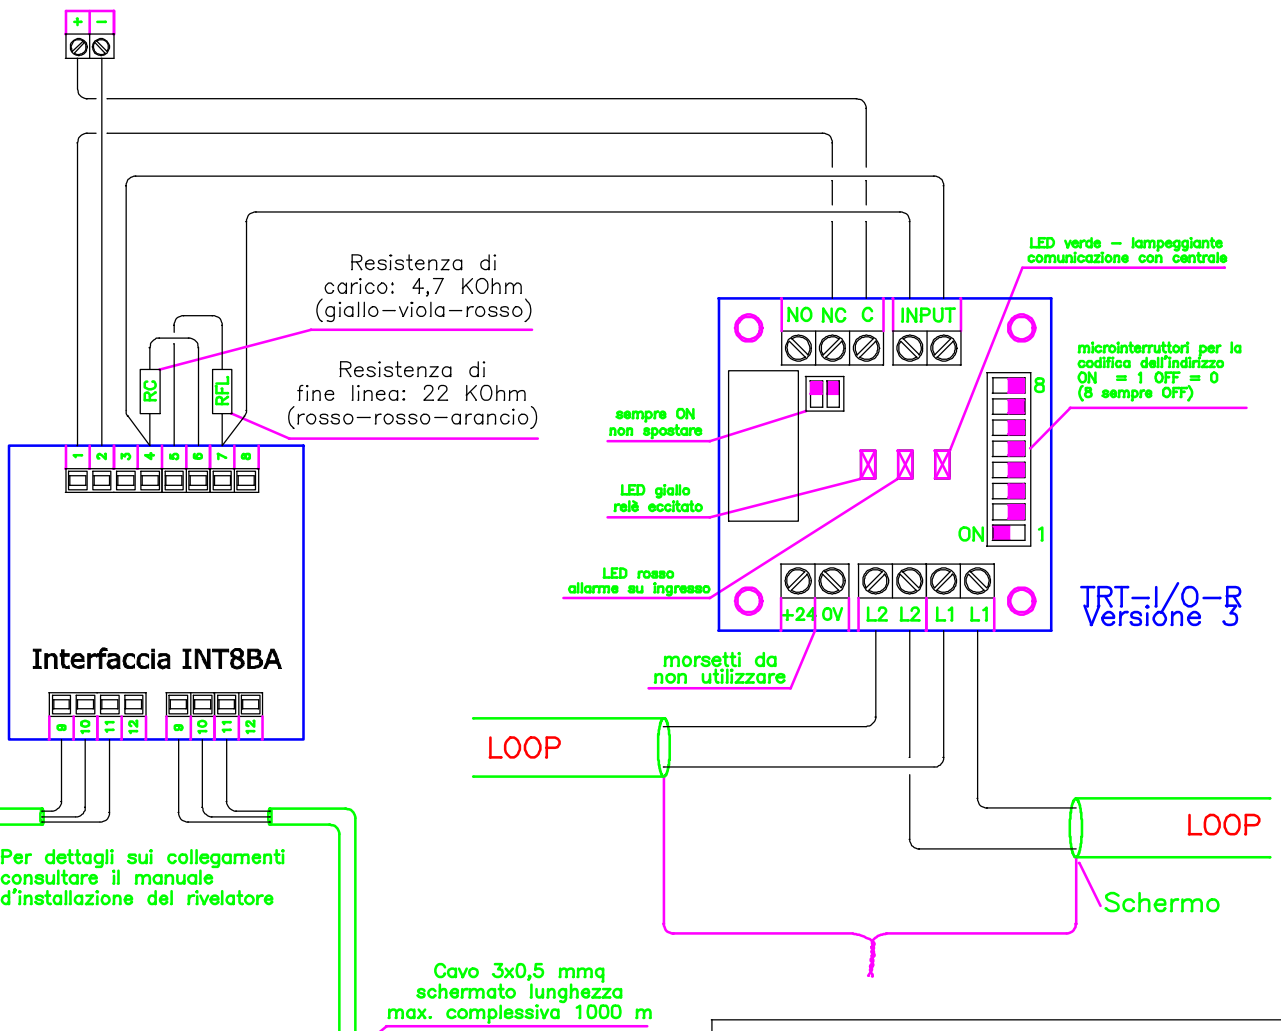 + −
Resistenza di
carico: 4,7 KOhm
(giallo−viola−rosso)
Resistenza di
fine linea: 22 KOhm
(rosso−rosso−arancio)
RC
RFL
1 2 3 4 5 6 7 8
Interfaccia INT8BA
9 10 11 12 9 10 11 12
Per dettagli sui collegamenti
consultare il manuale
d'installazione del rivelatore
Cavo 3x0,5 mmq
schermato lunghezza
max. complessiva 1000 m
LED verde − lampeggiante
comunicazione con centrale
NO NC C INPUT
microinterruttori per la
codifica dell'indirizzo
ON = 1 OFF = 0
(8 sempre OFF)
8
sempre ON
non spostare
LED giallo
relè eccitato
ON 1
LED rosso
allarme su ingresso
+24 0V L2 L2 L1 L1
TRT−I/O−R
Versione 3
morsetti da
non utilizzare
LOOP
LOOP
Schermo